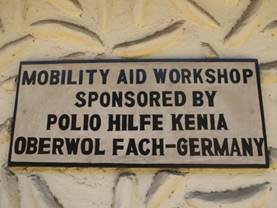 MOBILITY AID WORKSHOP
SPONSORED BY
POLIO HILFE KENIA
OBERWOL FACH-GERMANY